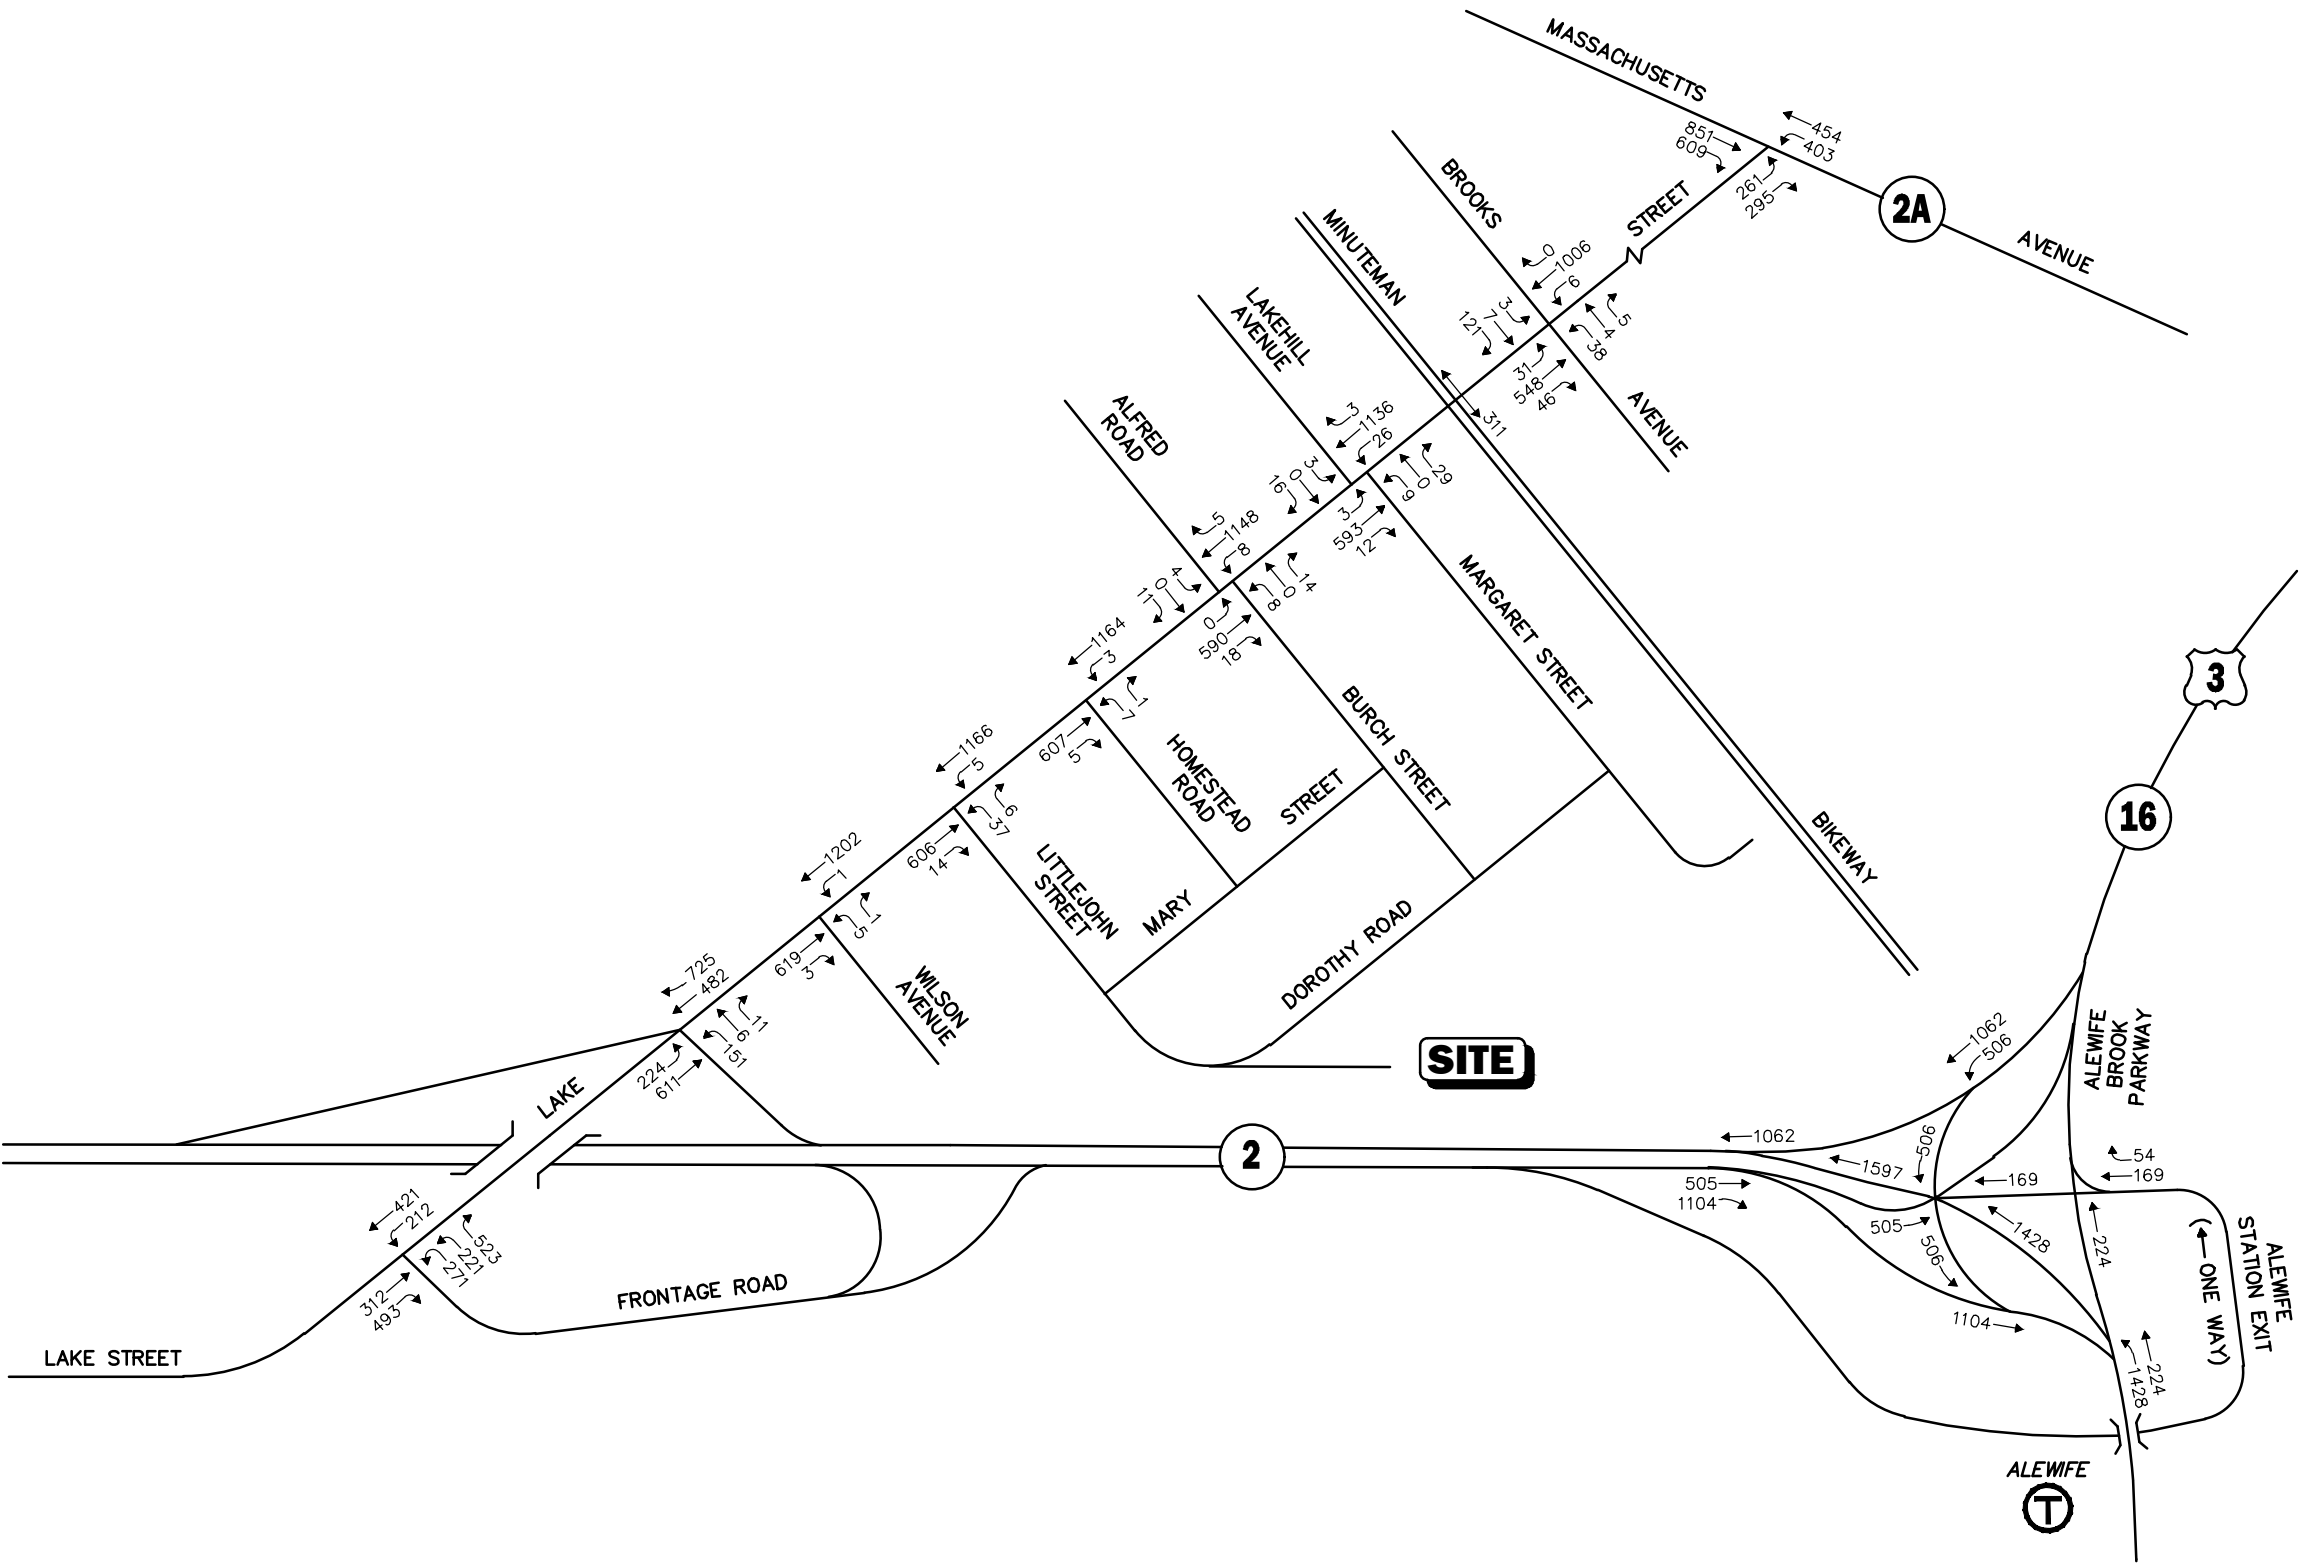 MASSACHUSETTS
454
403
851
609
261
295
2A
AVENUE
STREET
BROOKS
0
1006
6
3
7
121
5
4
38
31
548
46
AVENUE
MINUTEMAN
311
LAKEHILL
AVENUE
3
1136
26
3
0
16
29
0
9
3
593
12
ALFRED
ROAD
5
1148
8
4
0
11
14
0
8
0
590
18
MARGARET STREET
1164
3
1
7
607
5
BURCH STREET
HOMESTEAD
ROAD
1166
5
6
37
606
14
STREET
MARY
LITTLEJOHN
STREET
1202
1
1
5
619
3
WILSON
AVENUE
DOROTHY ROAD
BIKEWAY
3
16
725
482
11
6
151
224
611
SITE
LAKE
2
ALEWIFE
BROOK
PARKWAY
1062
506
1062
1597
506
169
54
169
505
1104
505
506
1428
224
1104
421
212
523
221
271
312
493
FRONTAGE ROAD
LAKE STREET
ALEWIFE
STATION EXIT
(← ONE WAY)
224
1428
ALEWIFE
T